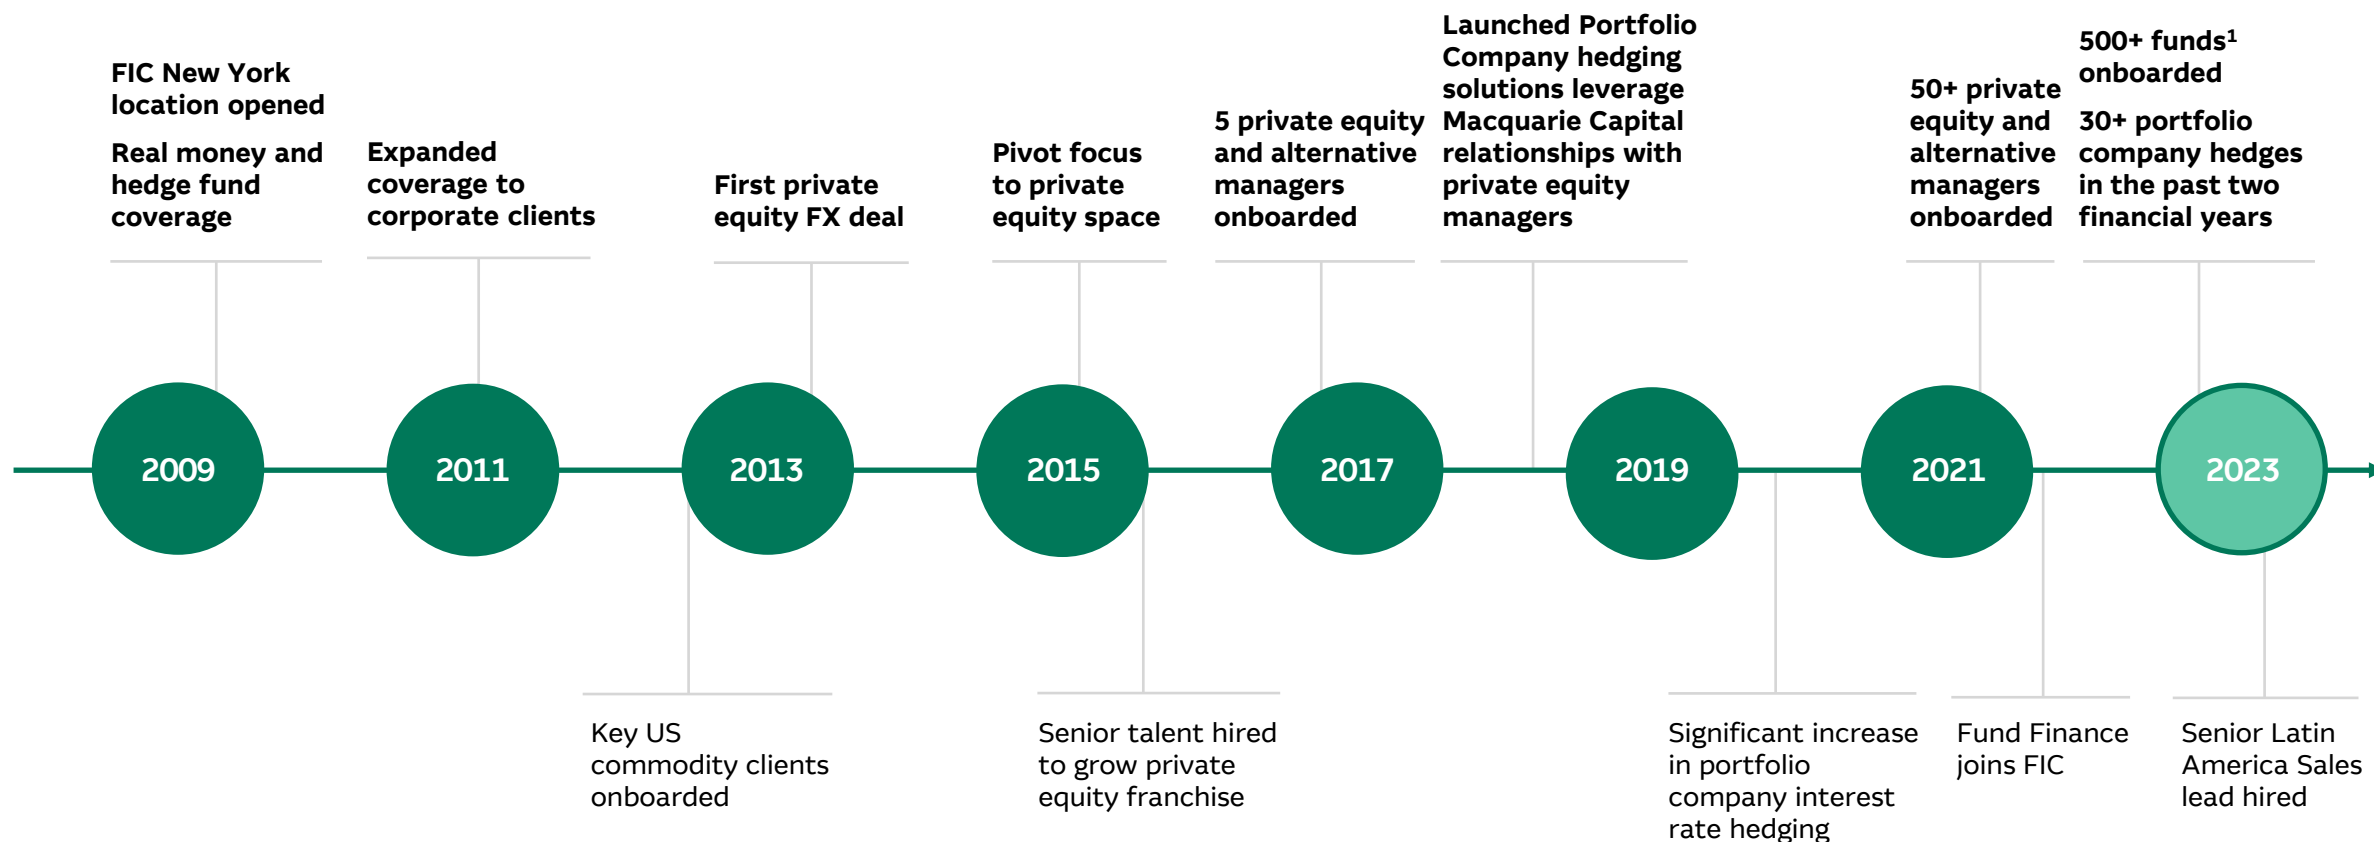 FIC New York
location opened
Real money and
hedge fund
coverage
Expanded
coverage to
corporate clients
First private
equity FX deal
Pivot focus
to private
equity space
5 private equity
and alternative
managers
onboarded
Launched Portfolio
Company hedging
solutions leverage
Macquarie Capital
relationships with
private equity
managers
50+ private
equity and
alternative
managers
onboarded
500+ funds¹
onboarded
30+ portfolio
company hedges
in the past two
financial years
2009
2011
2013
2015
2017
2019
2021
2023
Key US
commodity clients
onboarded
Senior talent hired
to grow private
equity franchise
Significant increase
in portfolio
company interest
rate hedging
Fund Finance
joins FIC
Senior Latin
America Sales
lead hired